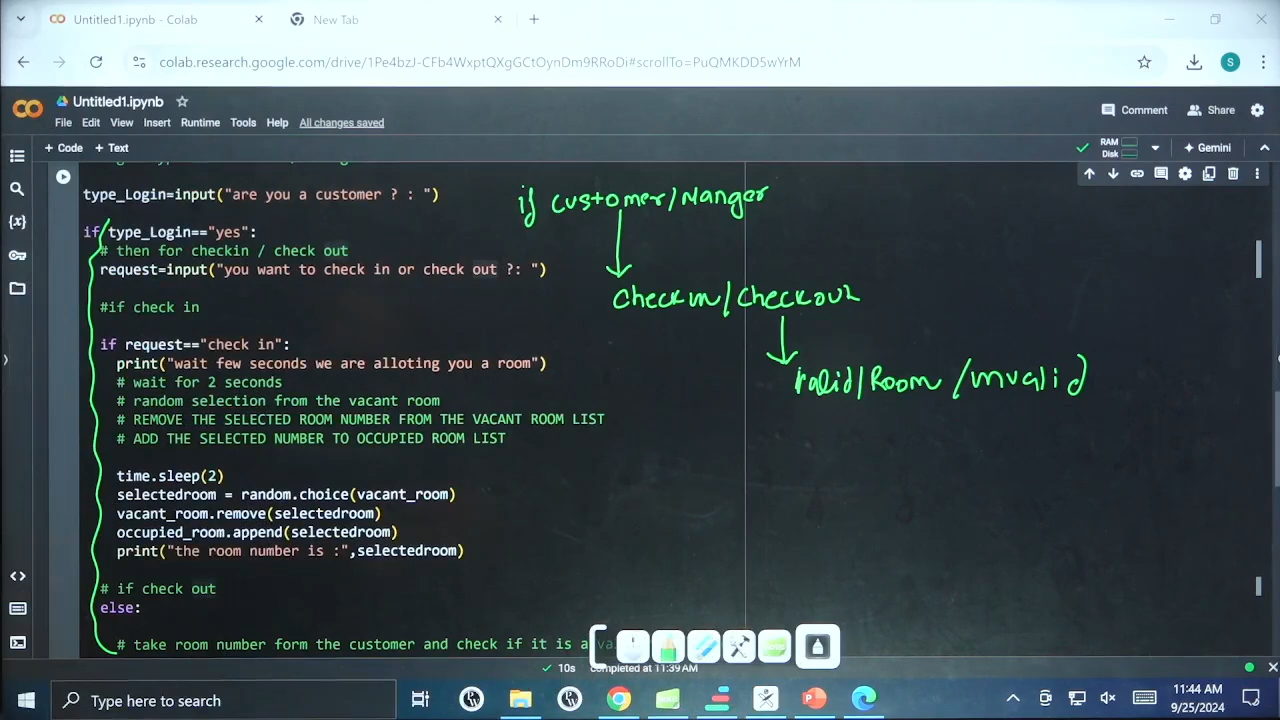 Untitled1.ipynb - Colab
New Tab
colab.research.google.com/drive/1Pe4bzJ-CFb4WxptQXgGCtOynDm9RRoDi#scrollTo=PuQMKDD5wYrM
S
Untitled1.ipynb
File Edit View Insert Runtime Tools Help All changes saved
Comment Share
+ Code + Text
RAM
Disk
Gemini
type_Login=input("are you a customer ? : ")
if type_Login=="yes":
# then for checkin / check out
request=input("you want to check in or check out ?: ")
#if check in
if request=="check in":
print("wait few seconds we are alloting you a room")
# wait for 2 seconds
# random selection from the vacant room
# REMOVE THE SELECTED ROOM NUMBER FROM THE VACANT ROOM LIST
# ADD THE SELECTED NUMBER TO OCCUPIED ROOM LIST
time.sleep(2)
selectedroom = random.choice(vacant_room)
vacant_room.remove(selectedroom)
occupied_room.append(selectedroom)
print("the room number is :",selectedroom)
# if check out
else:
# take room number form the customer and check if it is a va
if customer/Manger
checkin/checkout
valid/Room /invalid
10s completed at 11:39 AM
Type here to search
11:44 AM
9/25/2024